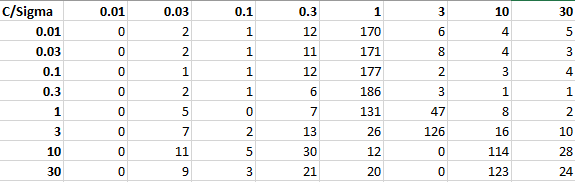 C/Sigma 0.01 0.03 0.1 0.3 1 3 10 30
0.01 0 2 1 12 170 6 4 5
0.03 0 2 1 11 171 8 4 3
0.1 0 1 1 12 177 2 3 4
0.3 0 2 1 6 186 3 1 1
1 0 5 0 7 131 47 8 2
3 0 7 2 13 26 126 16 10
10 0 11 5 30 12 0 114 28
30 0 9 3 21 20 0 123 24